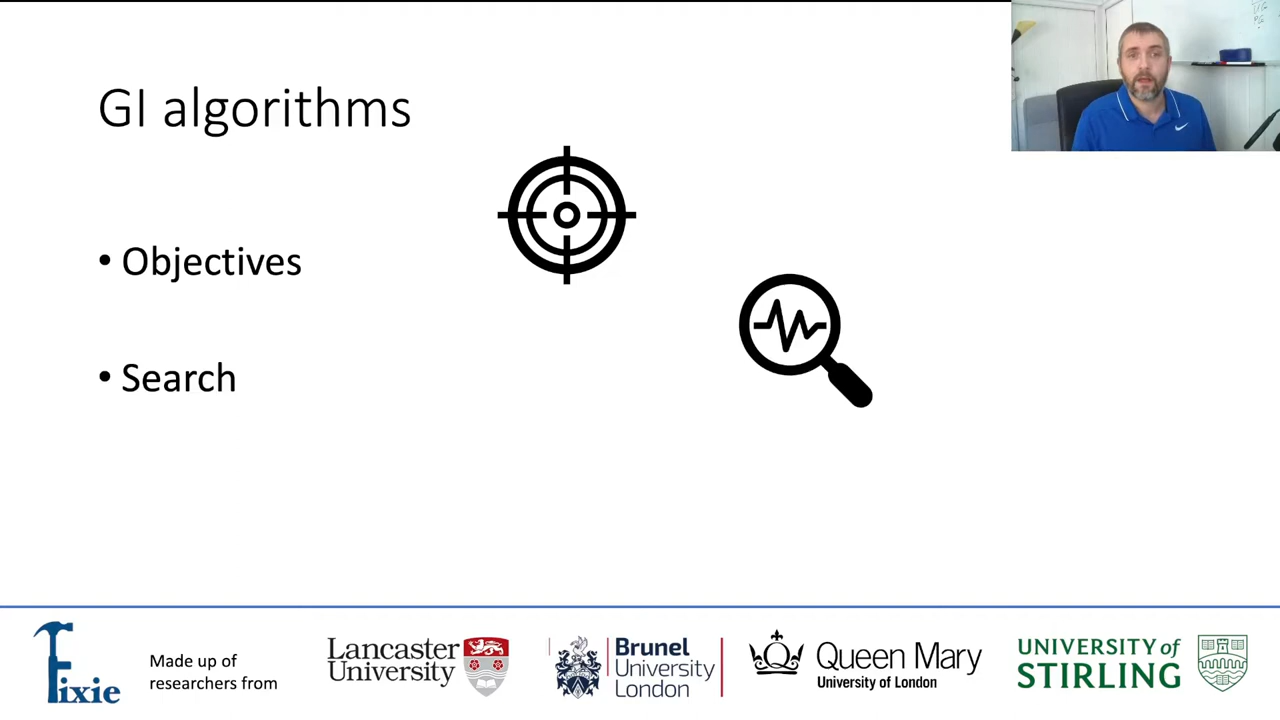 GI algorithms
• Objectives
• Search
Fixie
Made up of
researchers from
Lancaster
University
Brunel
University
London
Queen Mary
University of London
UNIVERSITY of
STIRLING